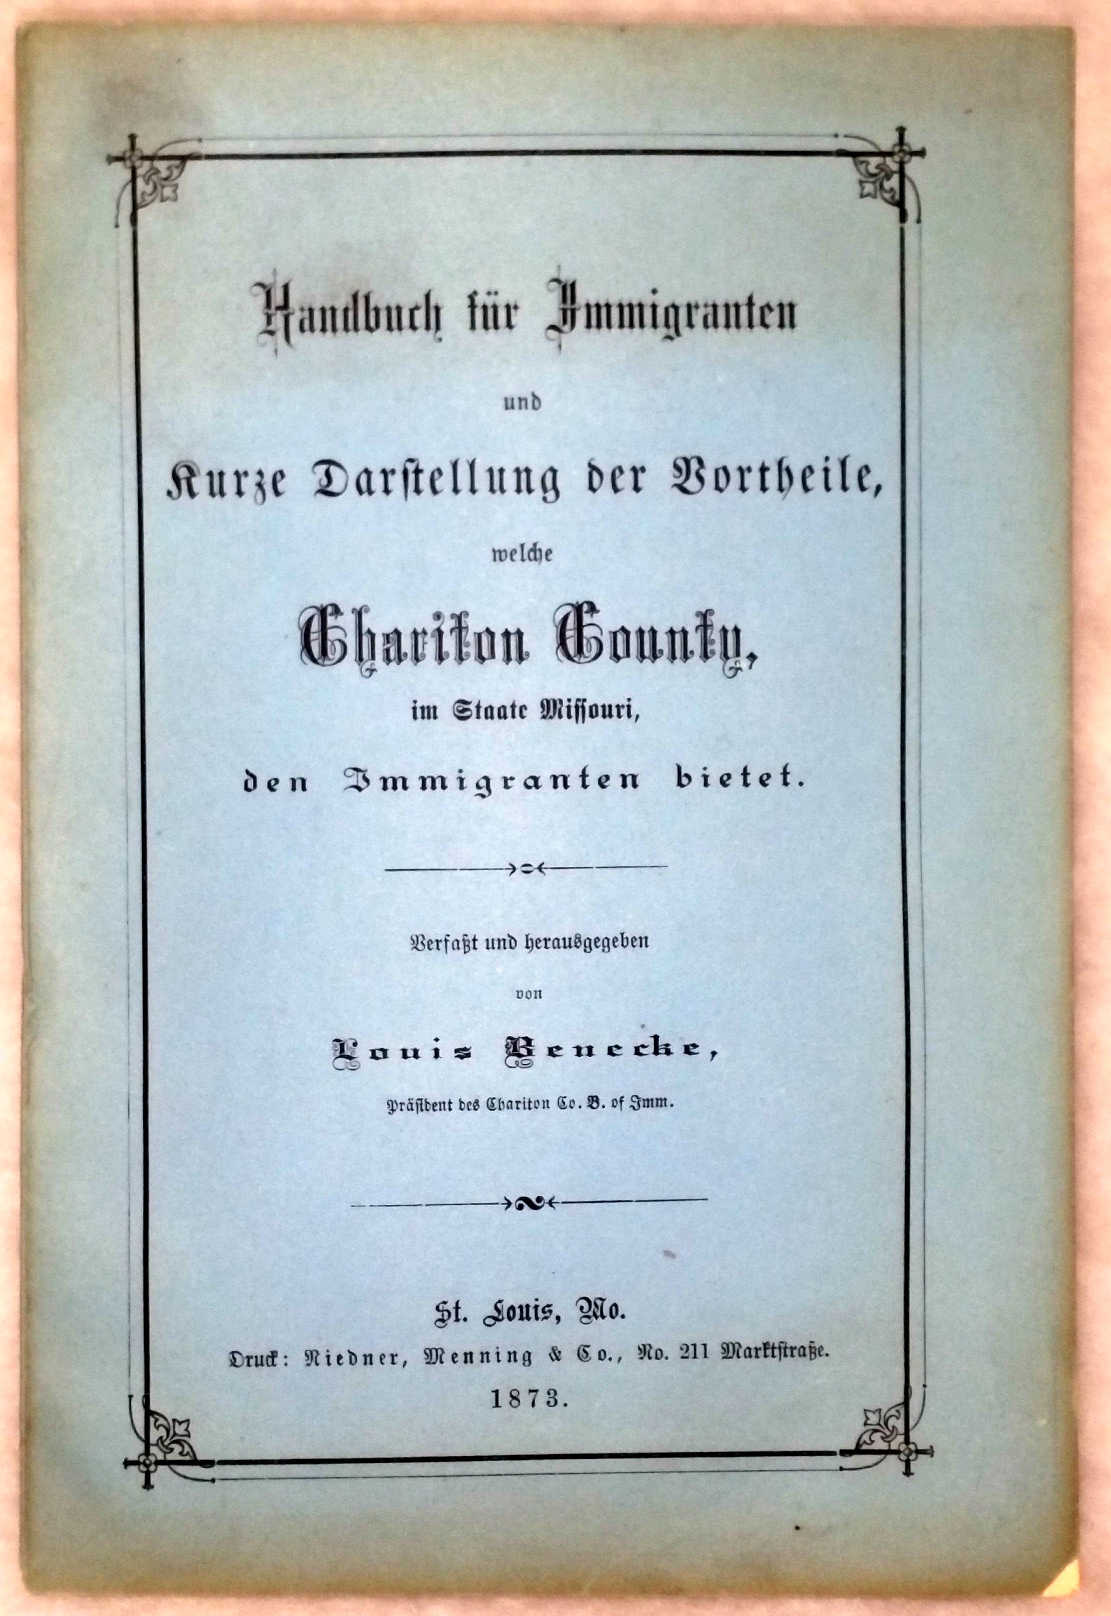 Handbuch für Immigranten
und
Kurze Darstellung der Vortheile,
welche
Chariton County,
im Staate Missouri,
den Immigranten bietet.
Verfaßt und herausgegeben
von
Louis Benecke,
Präsident des Chariton Co. B. of Imm.
St. Louis, Mo.
Druck: Niedner, Menning & Co., No. 211 Marktstraße.
1873.